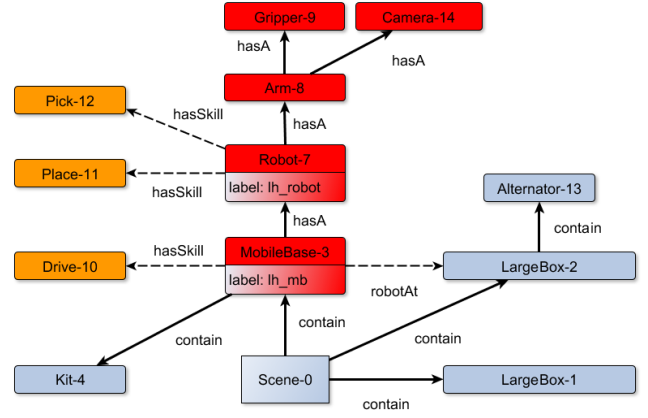 Gripper-9
Camera-14
hasA
hasA
Arm-8
Pick-12
hasSkill
hasA
Robot-7
label: lh_robot
Place-11
hasSkill
Alternator-13
hasA
contain
hasSkill
MobileBase-3
label: lh_mb
Drive-10
LargeBox-2
robotAt
contain
contain
contain
Kit-4
Scene-0
LargeBox-1
contain